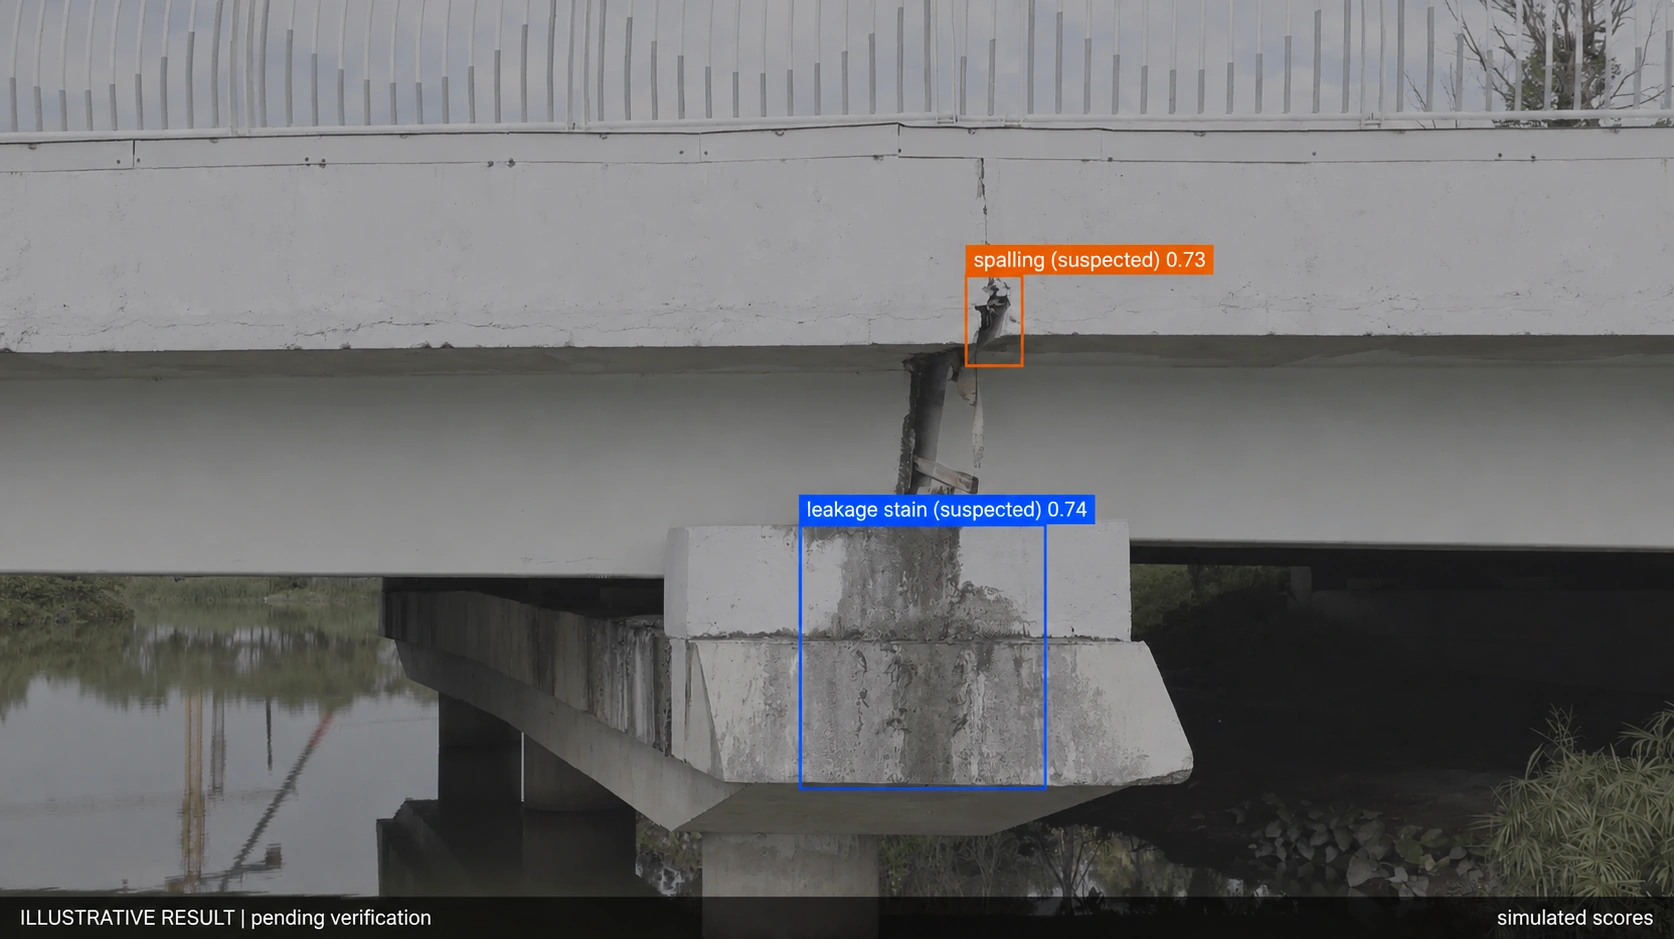 spalling (suspected) 0.73
leakage stain (suspected) 0.74
ILLUSTRATIVE RESULT | pending verification
simulated scores